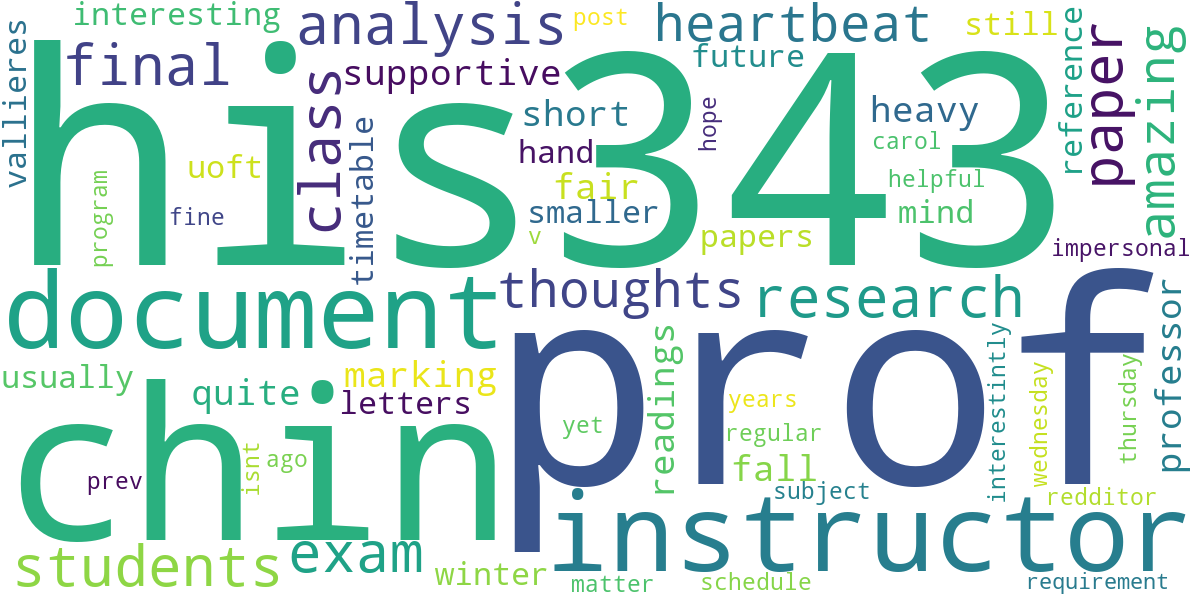 interesting
analysis
post
heartbeat
still
vallieres
final
supportive
future
reference
paper
amazing
his343
class
timetable
short
hope
heavy
uoft
hand
carol
program
fine
fair
helpful
smaller
mind
v
papers
impersonal
document
thoughts
research
prof
chin
usually
quite
marking
letters
readings
years
regular
yet
fall
interestintly
wednesday
thursday
professor
prev
isnt
ago
subject
redditor
instructor
students
exam
winter
matter
schedule
requirement